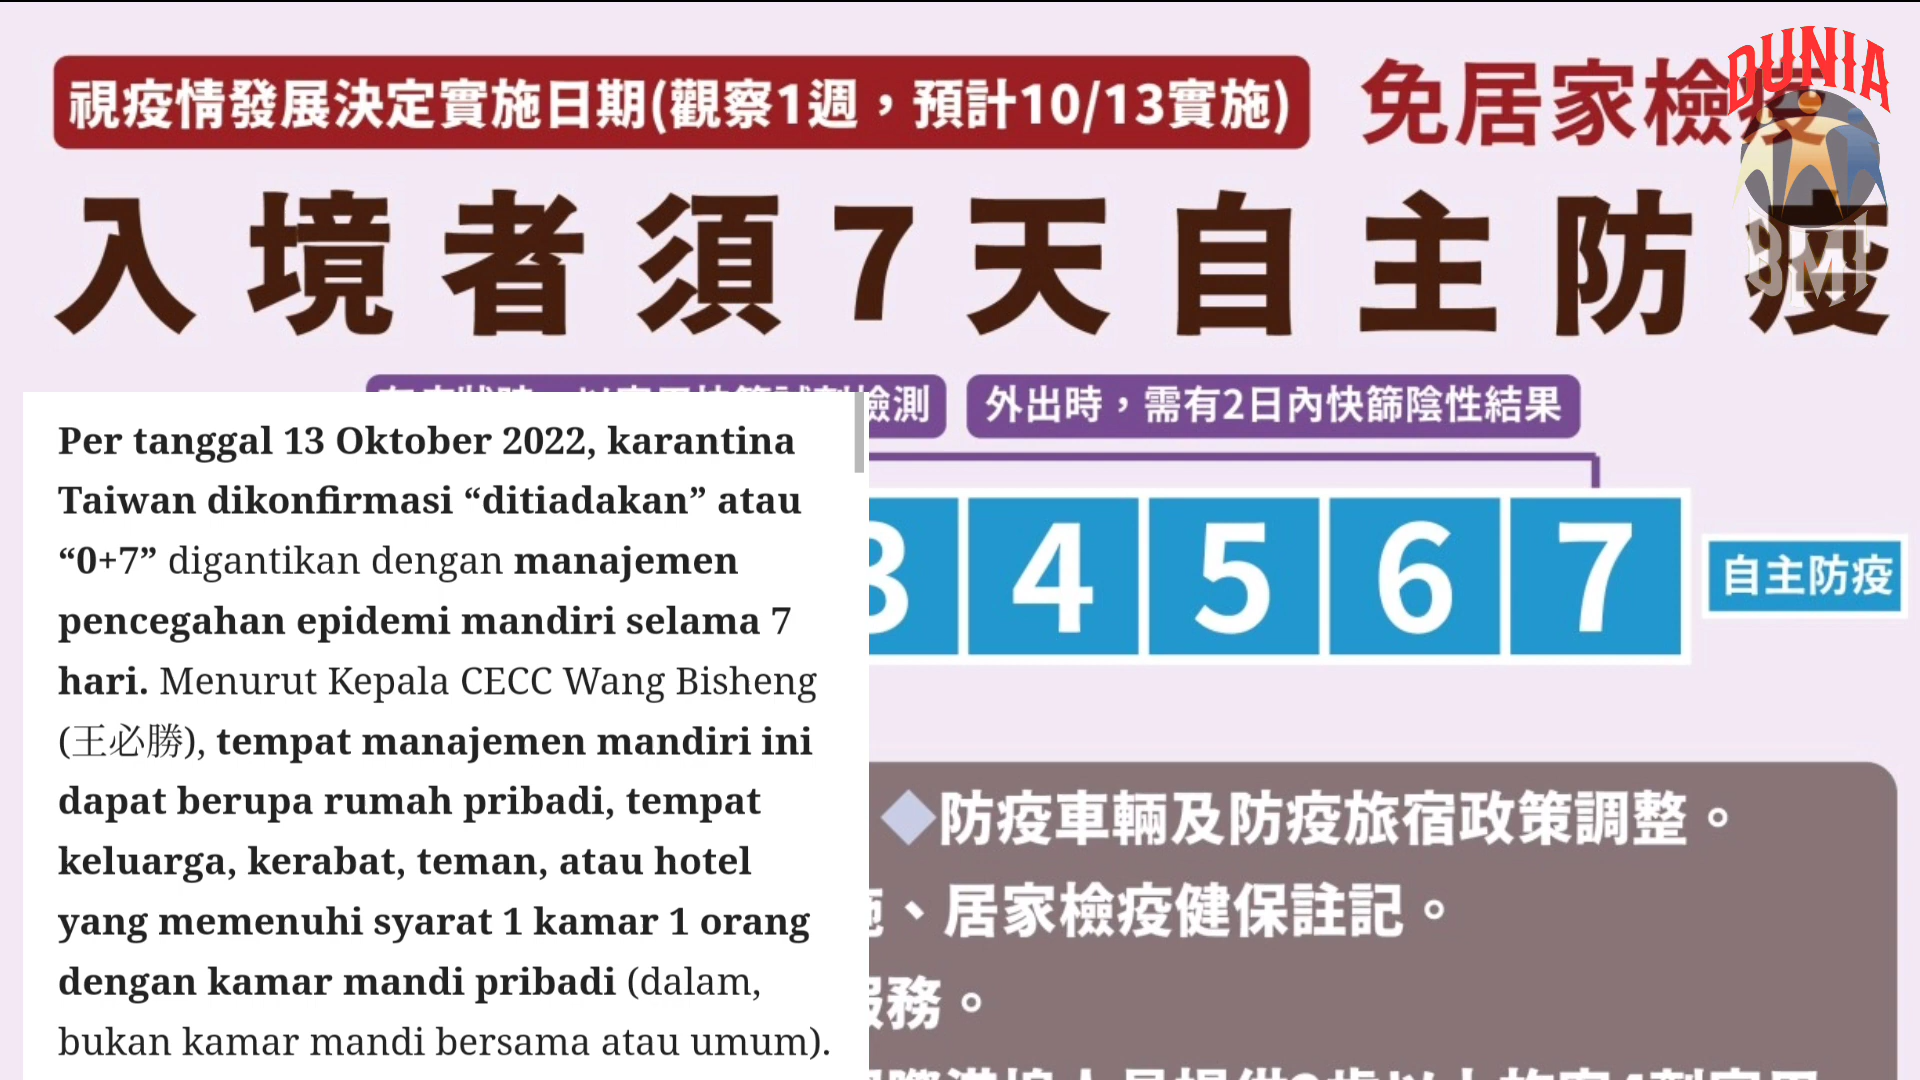 視疫情發展決定實施日期(觀察1週，預計10/13實施)
免居家檢疫
DUNIA
BMI
入境者須7天自主防疫
檢測
外出時，需有2日內快篩陰性結果
3 4 5 6 7
自主防疫
Per tanggal 13 Oktober 2022, karantina
Taiwan dikonfirmasi “ditiadakan” atau
“0+7” digantikan dengan manajemen
pencegahan epidemi mandiri selama 7
hari. Menurut Kepala CECC Wang Bisheng
(王必勝), tempat manajemen mandiri ini
dapat berupa rumah pribadi, tempat
keluarga, kerabat, teman, atau hotel
yang memenuhi syarat 1 kamar 1 orang
dengan kamar mandi pribadi (dalam,
bukan kamar mandi bersama atau umum).
◆防疫車輛及防疫旅宿政策調整。
、居家檢疫健保註記。
服務。